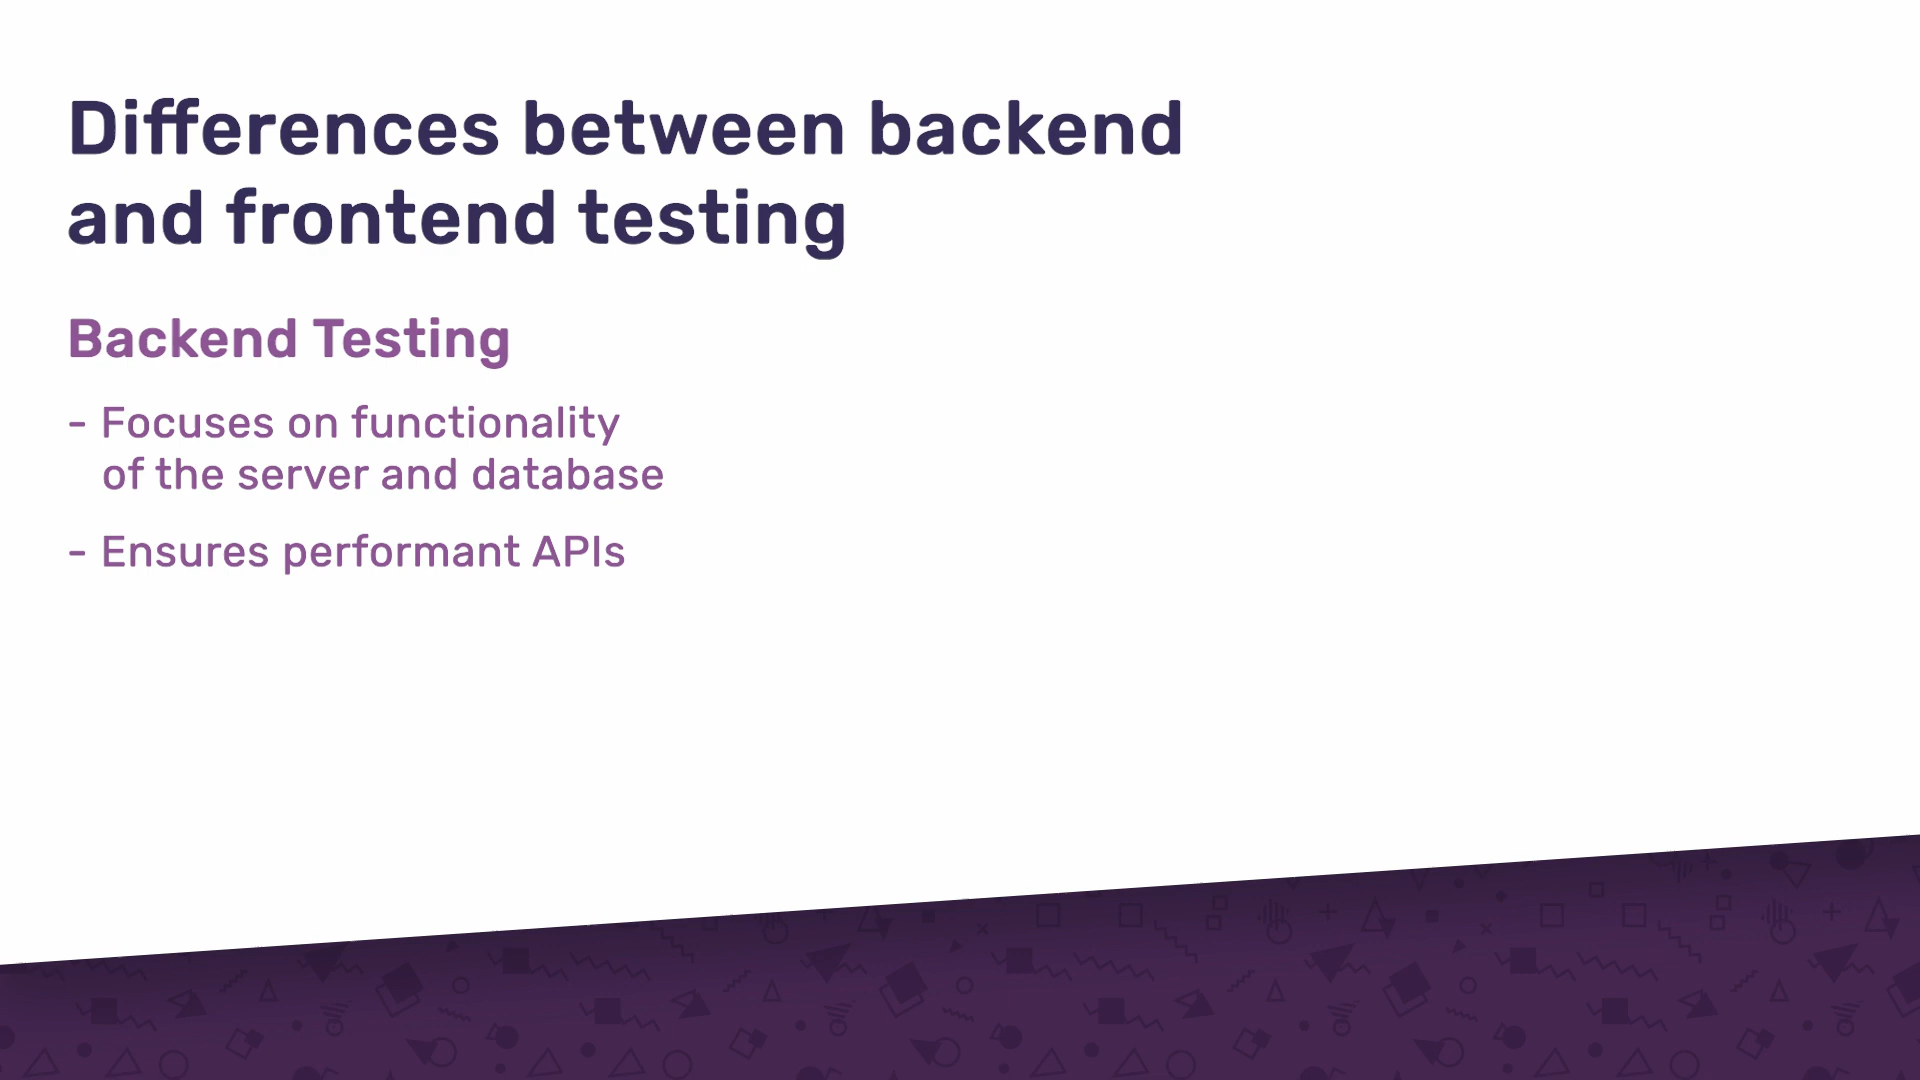 Differences between backend
and frontend testing
Backend Testing
- Focuses on functionality
of the server and database
- Ensures performant APIs